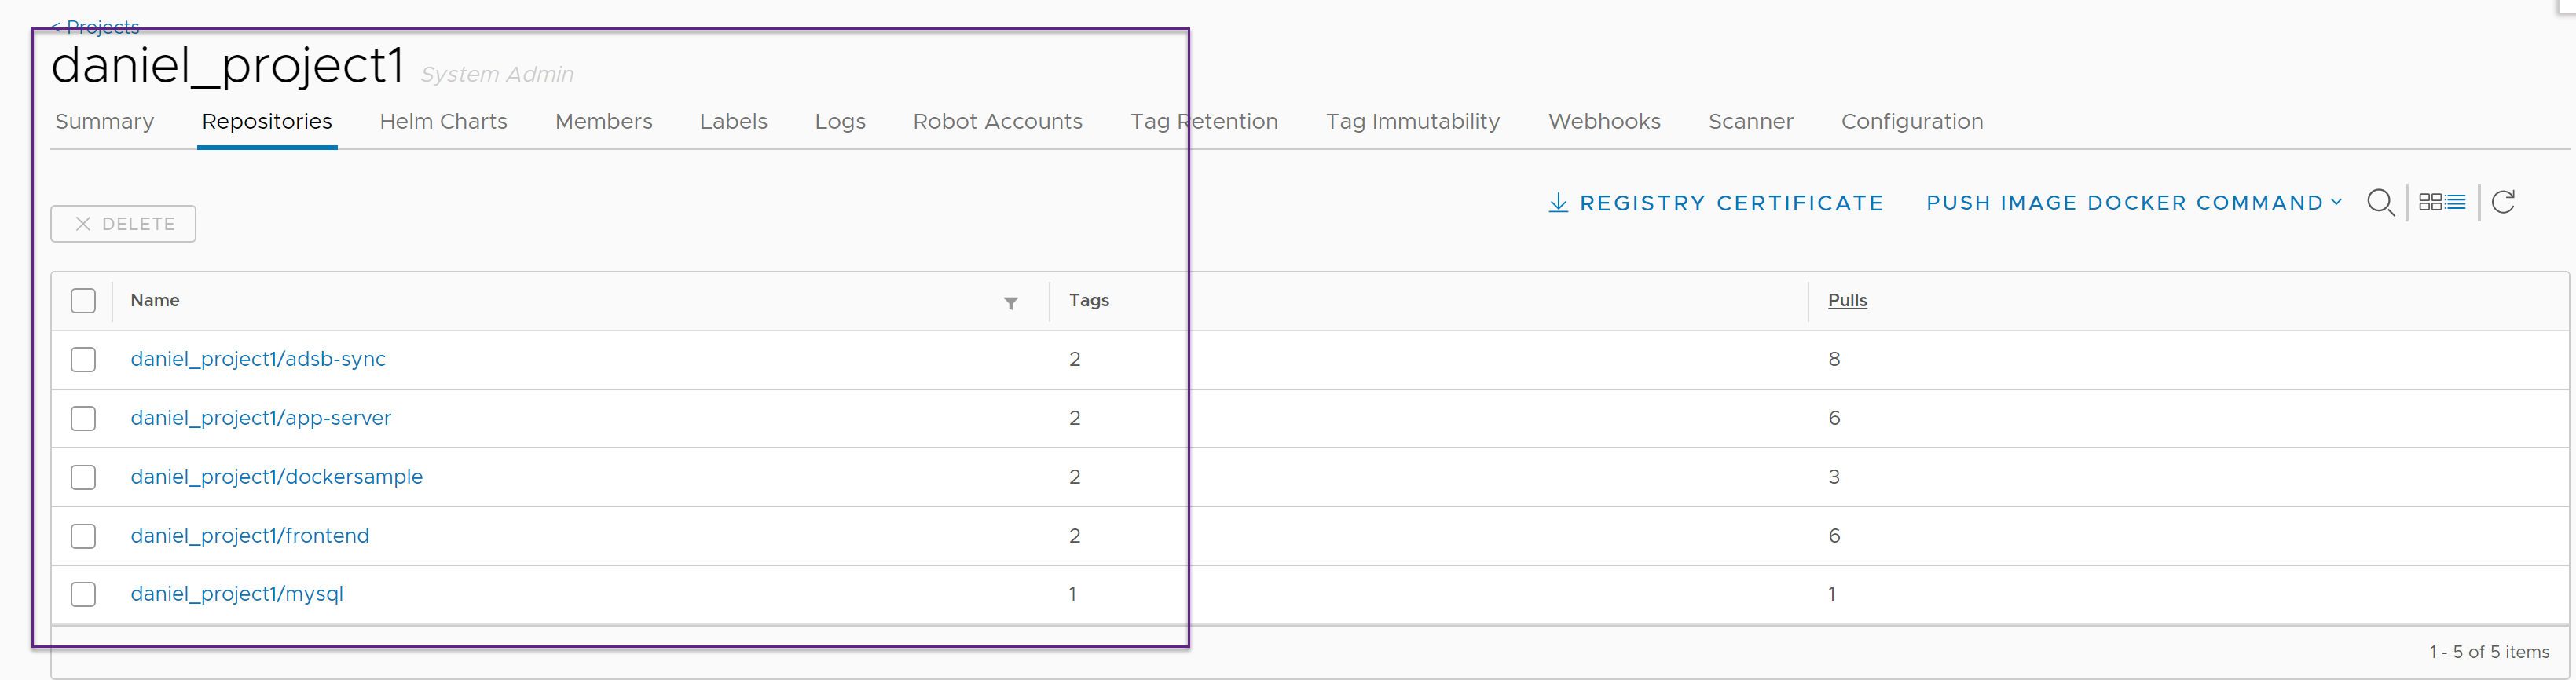 < Projects
daniel_project1 System Admin
Summary Repositories Helm Charts Members Labels Logs Robot Accounts Tag Retention Tag Immutability Webhooks Scanner Configuration
REGISTRY CERTIFICATE PUSH IMAGE DOCKER COMMAND
DELETE
Name Tags Pulls
daniel_project1/adsb-sync 2 8
daniel_project1/app-server 2 6
daniel_project1/dockersample 2 3
daniel_project1/frontend 2 6
daniel_project1/mysql 1 1
1 - 5 of 5 items